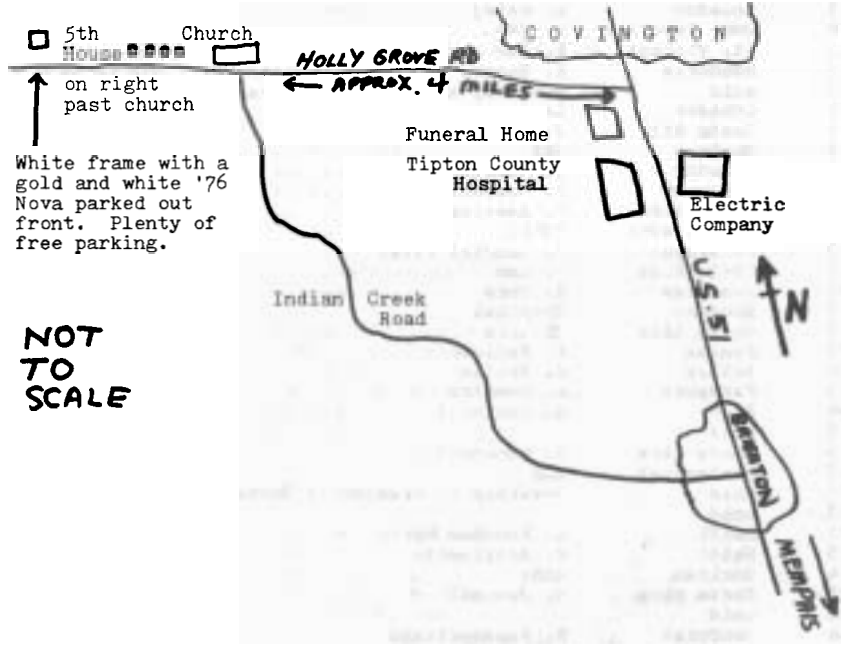 5th
House
Church
COVINGTON
HOLLY GROVE RD
on right
past church
← APPROX. 4 MILES →
Funeral Home
Tipton County
Hospital
White frame with a
gold and white '76
Nova parked out
front. Plenty of
free parking.
Electric
Company
U.S. 51
N
Indian Creek
Road
NOT
TO
SCALE
BRIGHTON
MEMPHIS